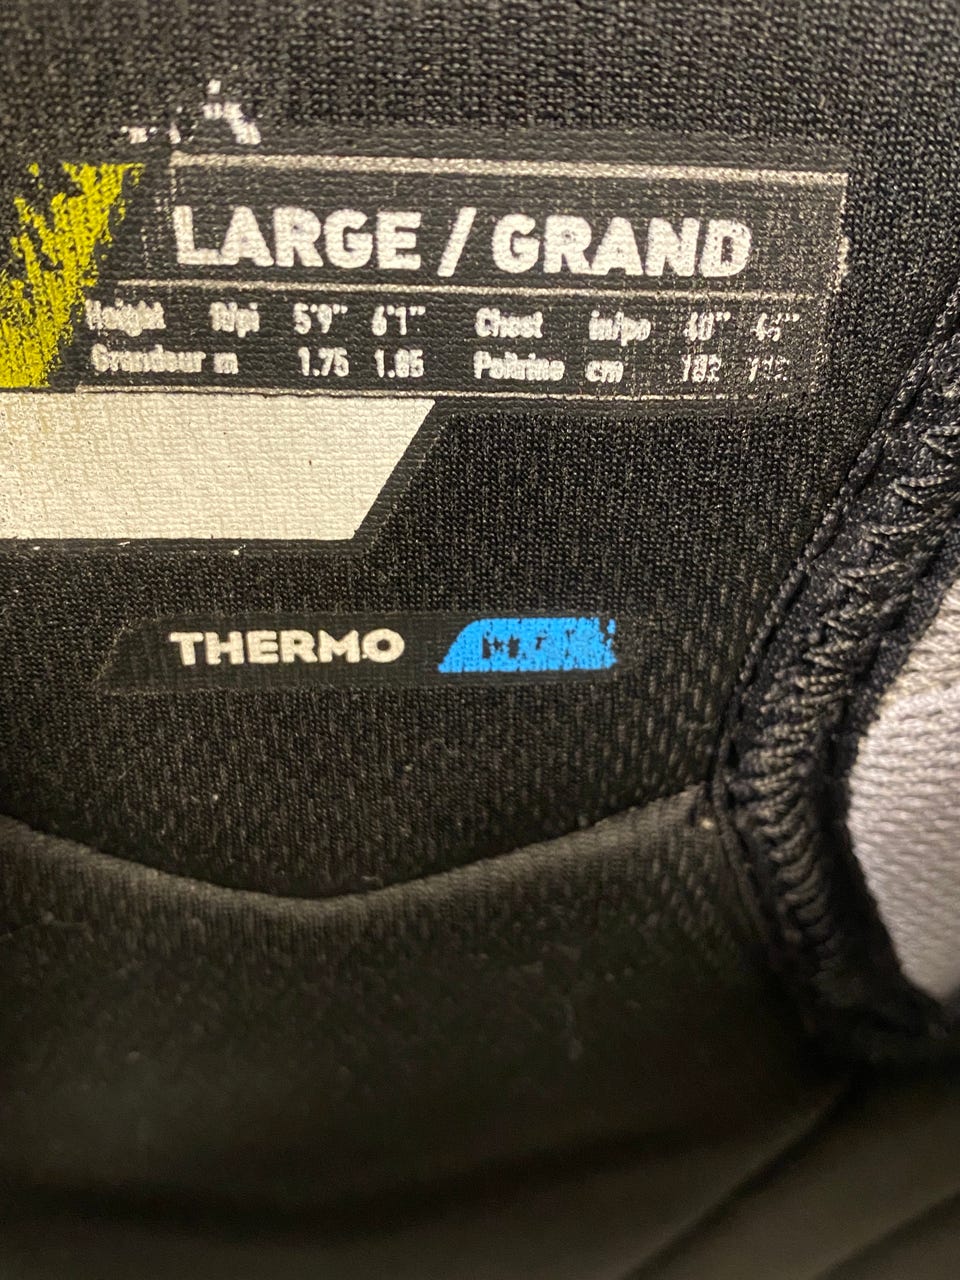 LARGE / GRAND
Height ft/pi 5'9" 6'1" Chest in/po 40"
Grandeur m 1.75 1.85 Poitrine cm 102
THERMO